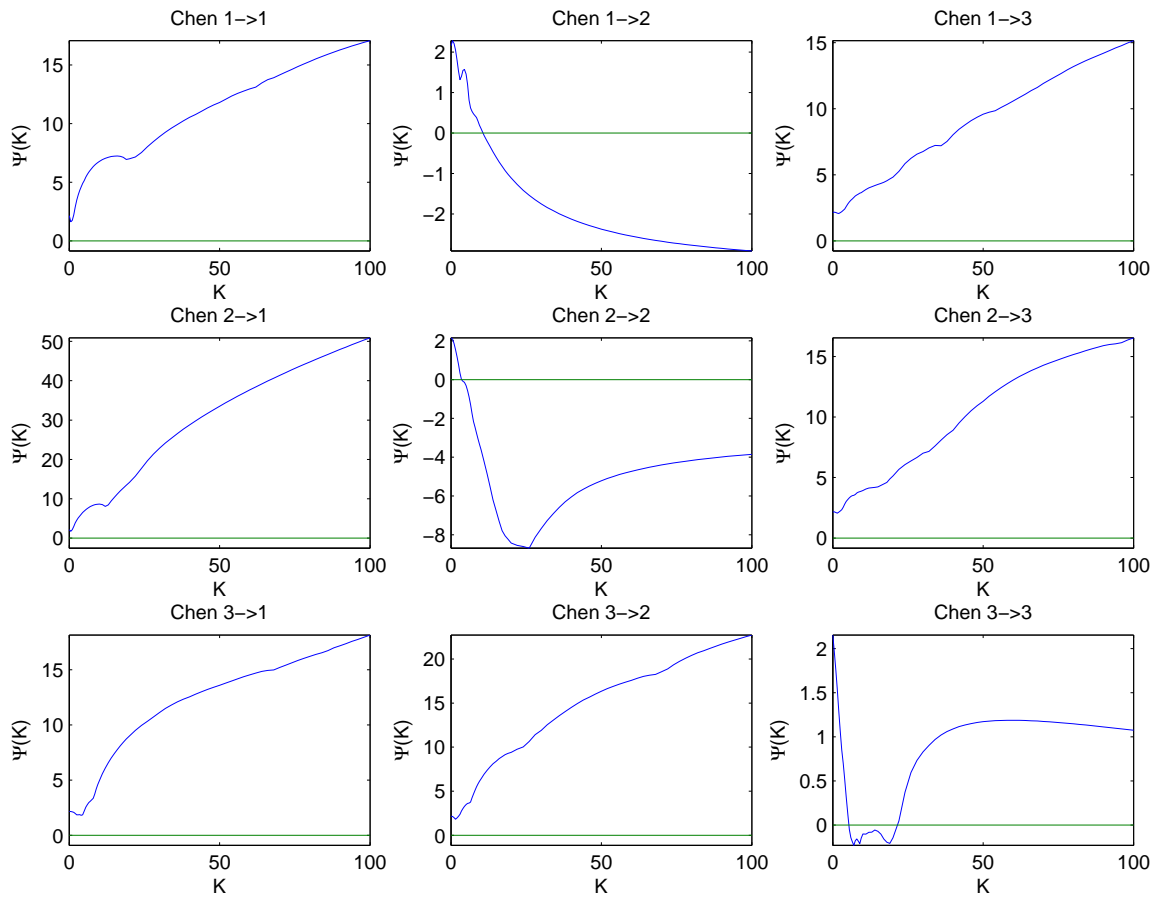 Chen 1->1
Ψ(K)
15
10
5
0
0
50
100
K
Chen 1->2
Ψ(K)
2
1
0
−1
−2
0
50
100
K
Chen 1->3
Ψ(K)
15
10
5
0
0
50
100
K
Chen 2->1
Ψ(K)
50
40
30
20
10
0
0
50
100
K
Chen 2->2
Ψ(K)
2
0
−2
−4
−6
−8
0
50
100
K
Chen 2->3
Ψ(K)
15
10
5
0
0
50
100
K
Chen 3->1
Ψ(K)
15
10
5
0
0
50
100
K
Chen 3->2
Ψ(K)
20
15
10
5
0
0
50
100
K
Chen 3->3
Ψ(K)
2
1.5
1
0.5
0
0
50
100
K